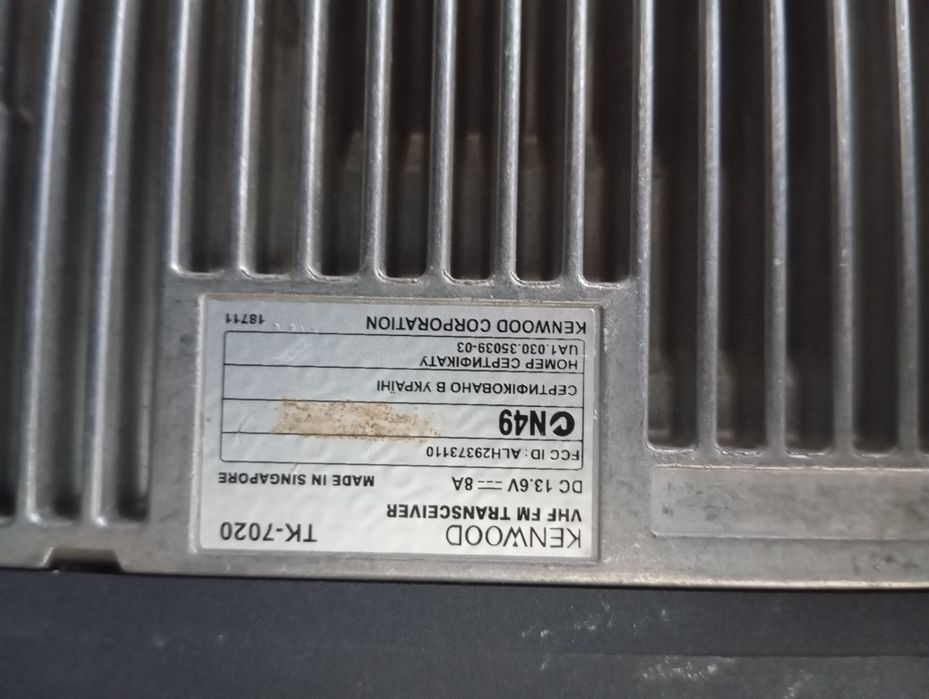 KENWOOD TK-7020
VHF FM TRANSCEIVER
DC 13.6V 8A MADE IN SINGAPORE
FCC ID: ALH29373110
N49
СЕРТИФІКОВАНО В УКРАЇНІ
НОМЕР СЕРТИФІКАТУ
UA1.030.35039-03
KENWOOD CORPORATION 18711